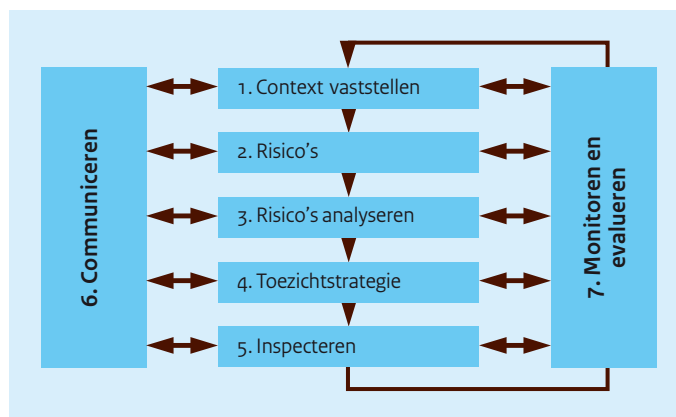 1. Context vaststellen
2. Risico's
3. Risico's analyseren
4. Toezichtstrategie
5. Inspecteren
6. Communiceren
7. Monitoren en
evalueren